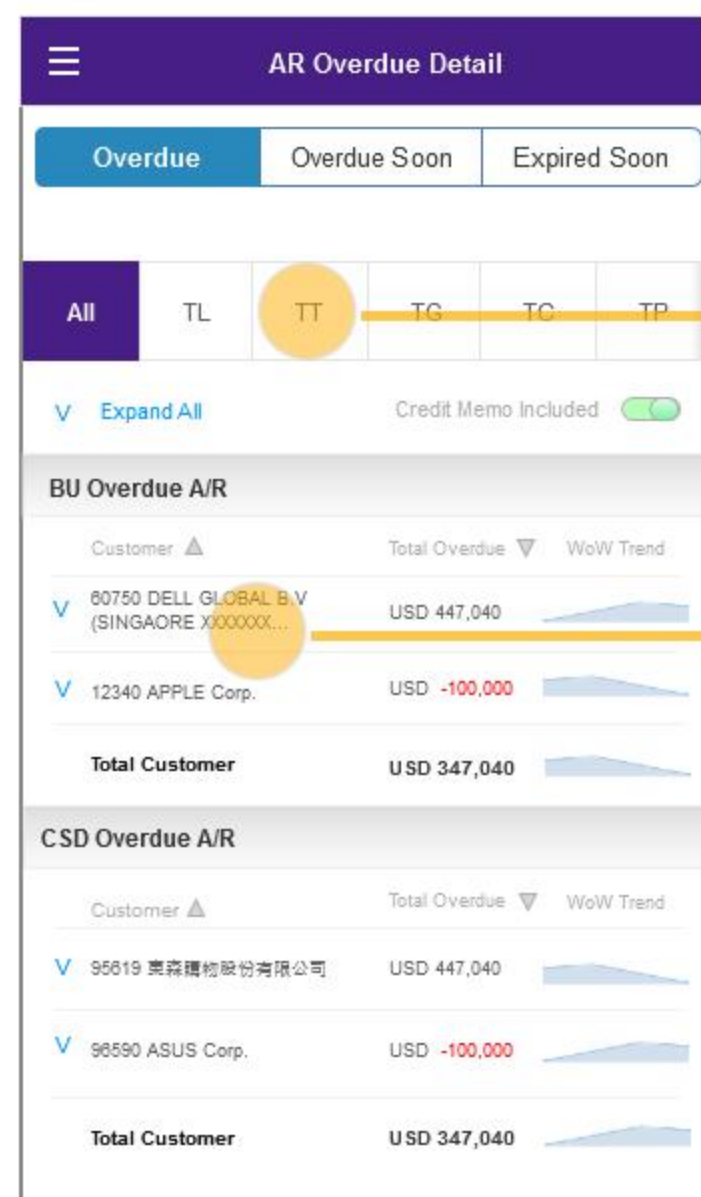 AR Overdue Detail
Overdue Overdue Soon Expired Soon
All TL TT TG TC TP
V Expand All Credit Memo Included
BU Overdue A/R
Customer Total Overdue WoW Trend
V 60750 DELL GLOBAL B.V (SINGAORE XXXXXXX... USD 447,040
V 12340 APPLE Corp. USD -100,000
Total Customer USD 347,040
CSD Overdue A/R
Customer Total Overdue WoW Trend
V 95619 東森購物股份有限公司 USD 447,040
V 96590 ASUS Corp. USD -100,000
Total Customer USD 347,040